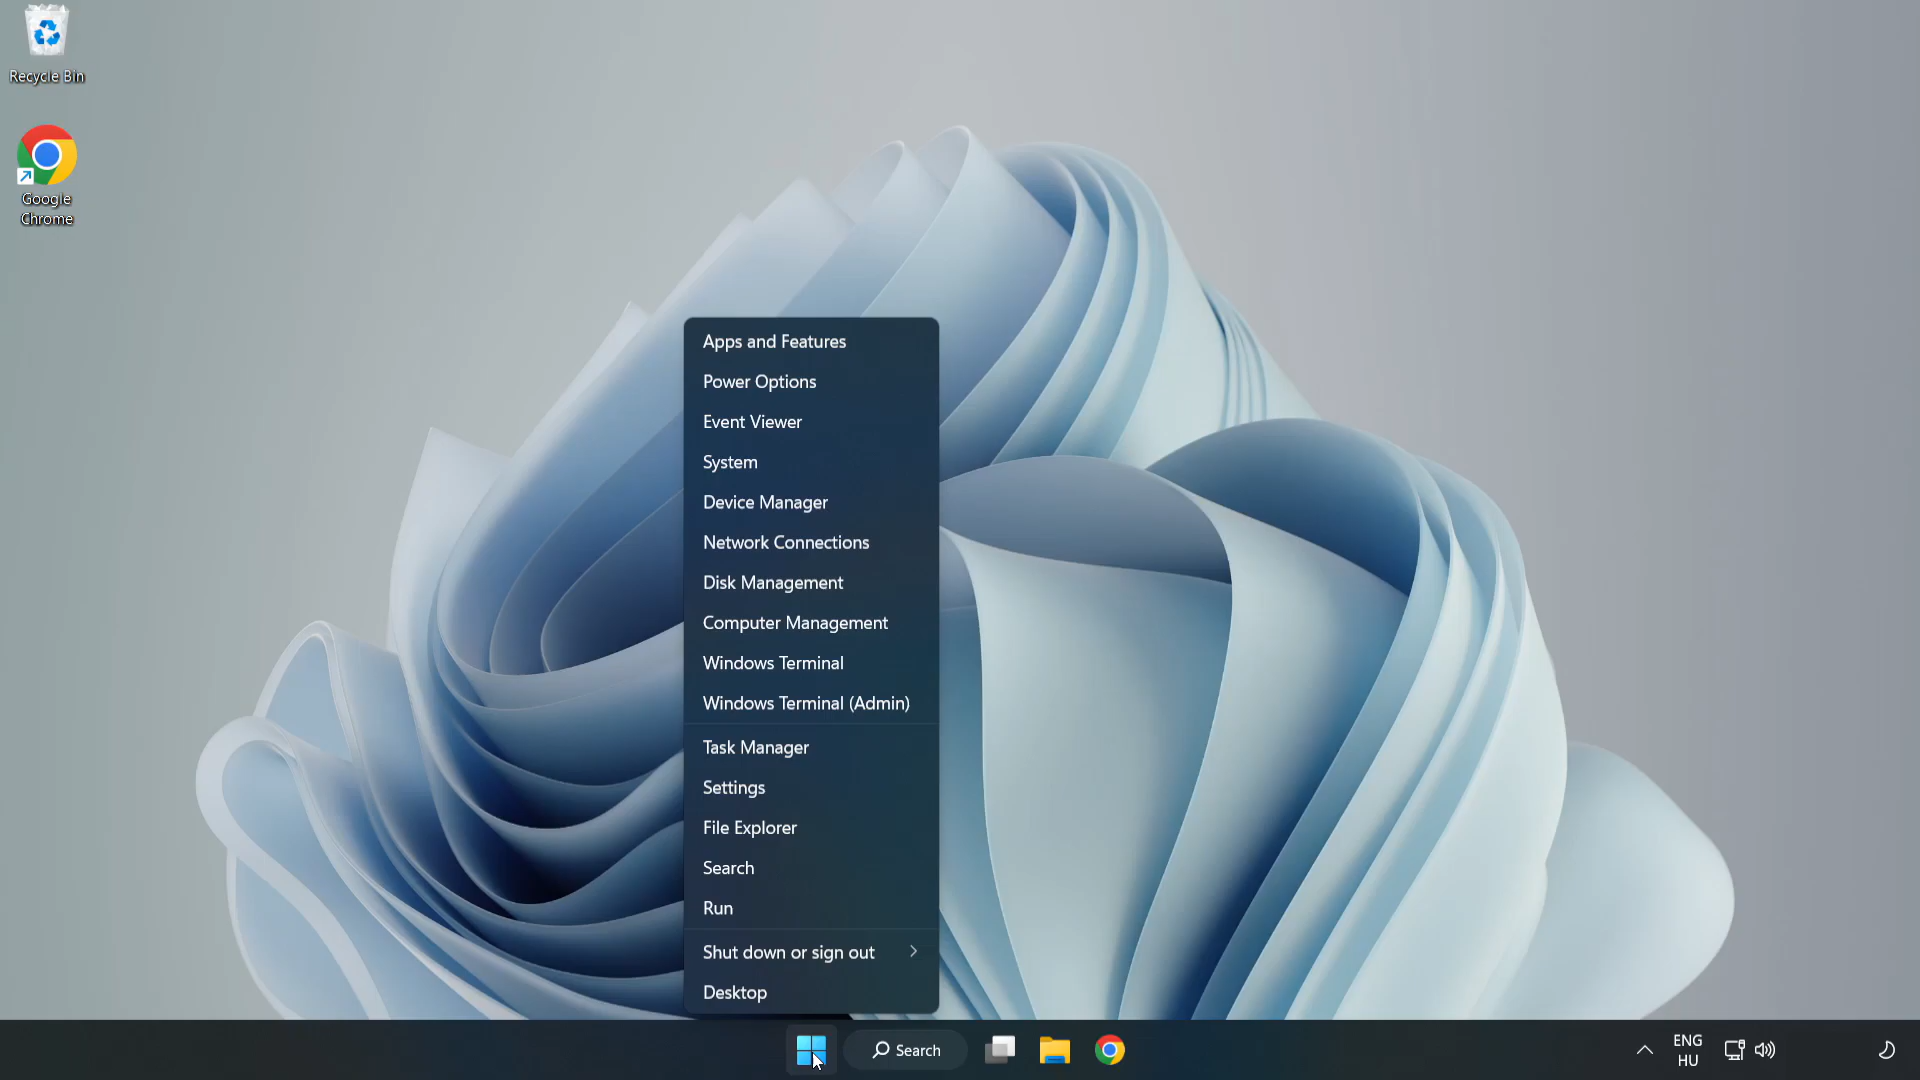 Recycle Bin
Google
Chrome
Apps and Features
Power Options
Event Viewer
System
Device Manager
Network Connections
Disk Management
Computer Management
Windows Terminal
Windows Terminal (Admin)
Task Manager
Settings
File Explorer
Search
Run
Shut down or sign out
Desktop
Search
ENG
HU